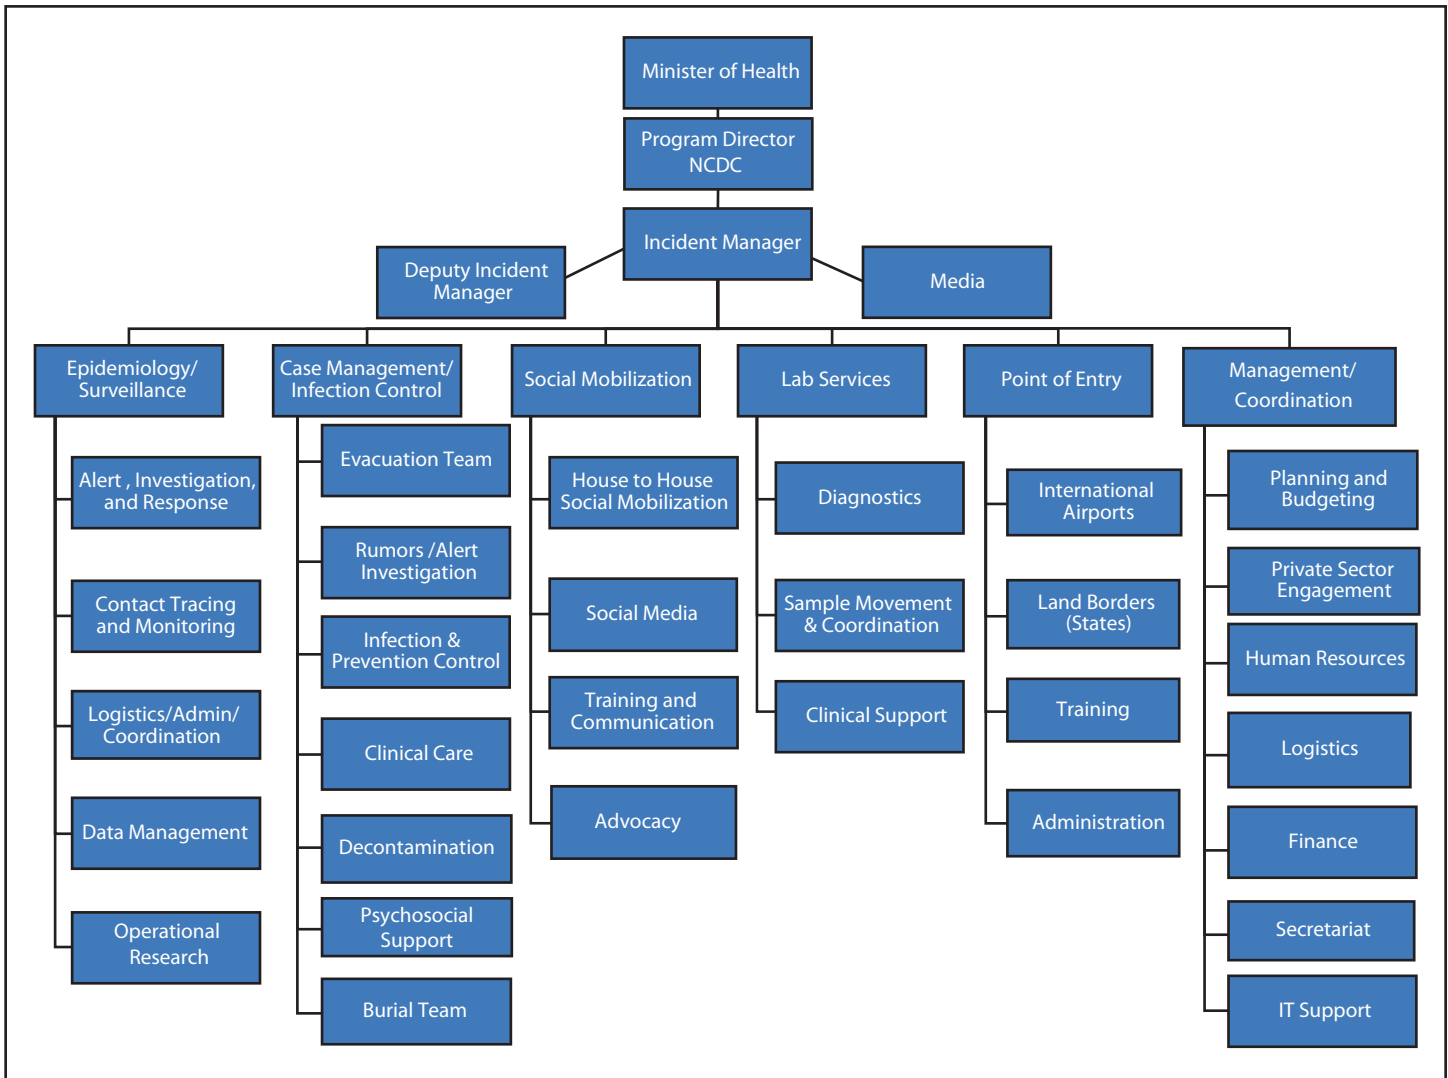 Minister of Health
Program Director
NCDC
Incident Manager
Deputy Incident
Manager
Media
Epidemiology/
Surveillance
Alert , Investigation,
and Response
Contact Tracing
and Monitoring
Logistics/Admin/
Coordination
Data Management
Operational
Research
Case Management/
Infection Control
Evacuation Team
Rumors /Alert
Investigation
Infection &
Prevention Control
Clinical Care
Decontamination
Psychosocial
Support
Burial Team
Social Mobilization
House to House
Social Mobilization
Social Media
Training and
Communication
Advocacy
Lab Services
Diagnostics
Sample Movement
& Coordination
Clinical Support
Point of Entry
International
Airports
Land Borders
(States)
Training
Administration
Management/
Coordination
Planning and
Budgeting
Private Sector
Engagement
Human Resources
Logistics
Finance
Secretariat
IT Support